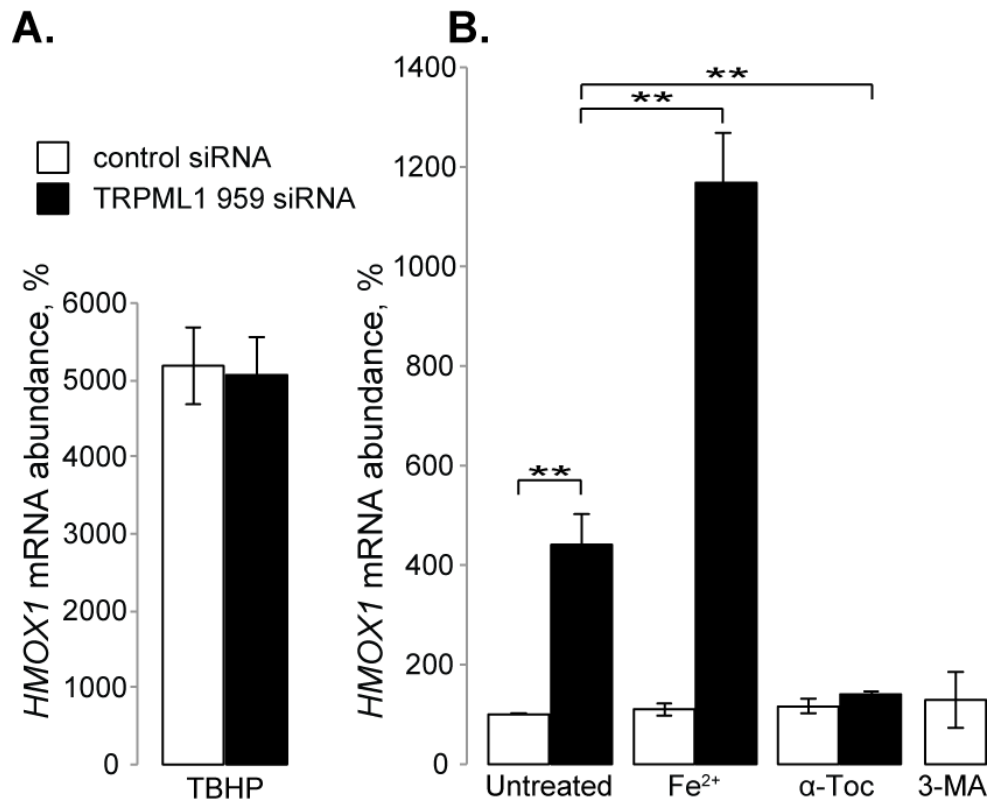 A.
control siRNA
TRPML1 959 siRNA
HMOX1 mRNA abundance, %
6000
5000
4000
3000
2000
1000
0
TBHP
B.
HMOX1 mRNA abundance, %
1400
1200
1000
800
600
400
200
0
**
**
**
Untreated
Fe²⁺
α-Toc
3-MA